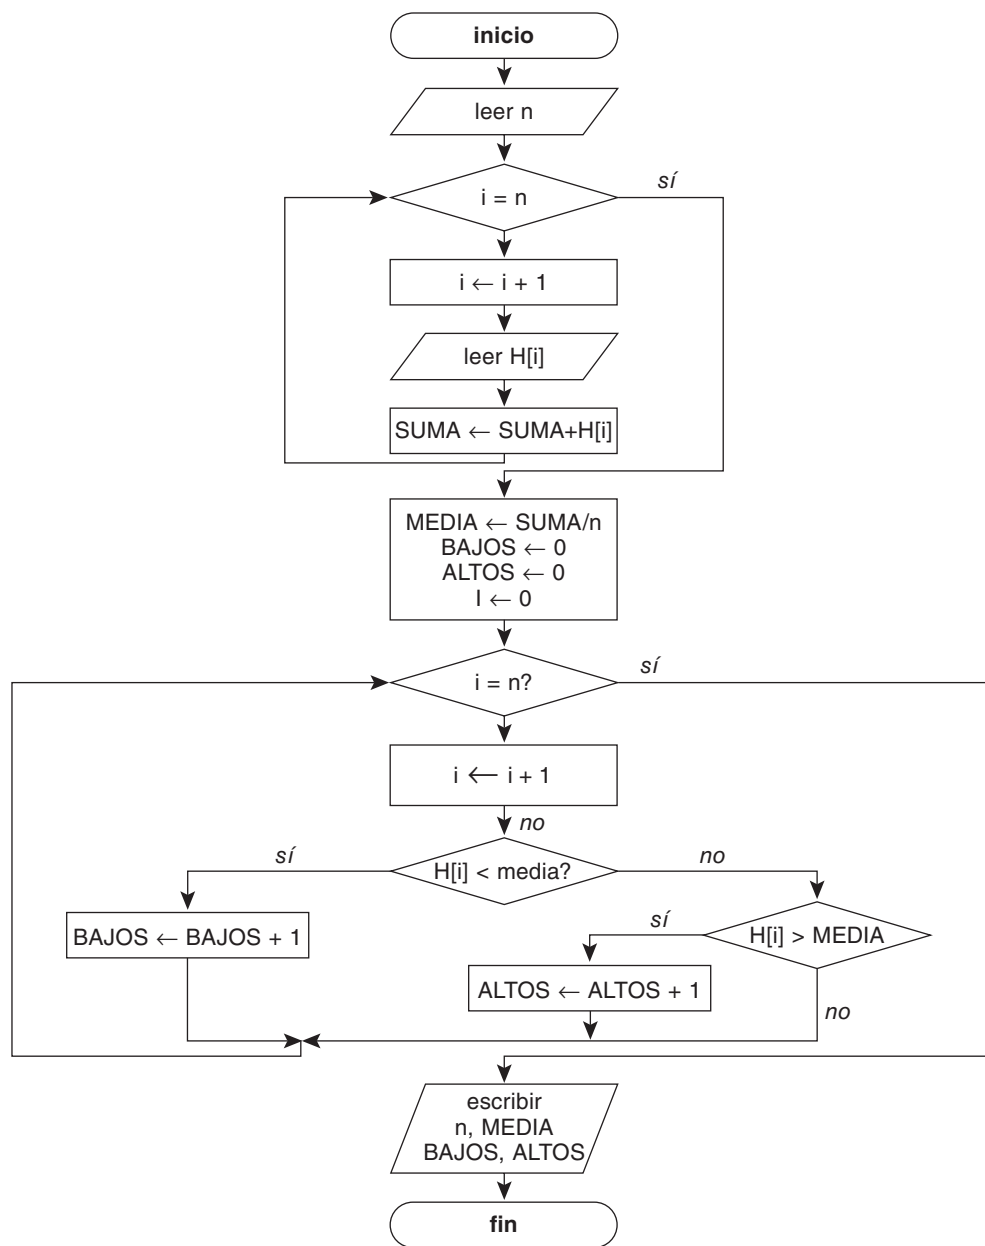 inicio
leer n
i = n
sí
i ← i + 1
leer H[i]
SUMA ← SUMA+H[i]
MEDIA ← SUMA/n
BAJOS ← 0
ALTOS ← 0
I ← 0
i = n?
sí
i ← i + 1
no
H[i] < media?
sí
no
BAJOS ← BAJOS + 1
H[i] > MEDIA
sí
ALTOS ← ALTOS + 1
no
escribir
n, MEDIA
BAJOS, ALTOS
fin